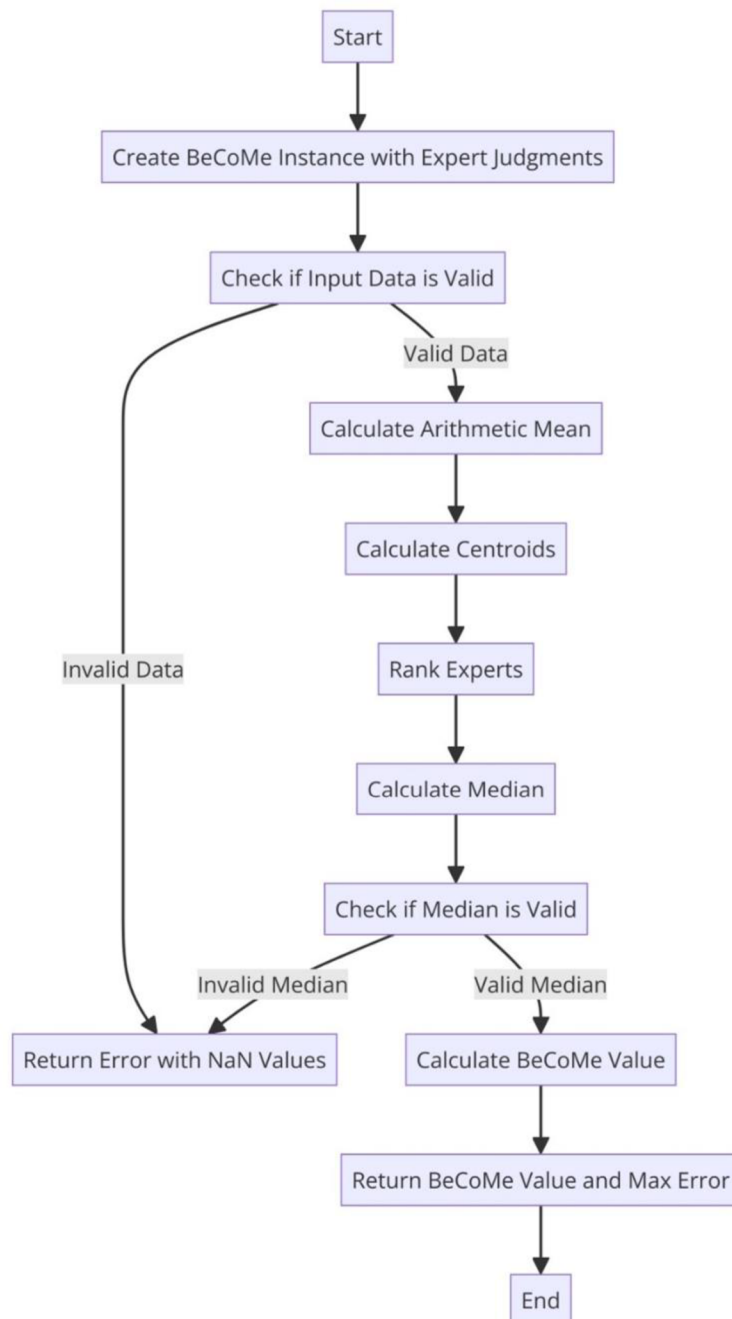 Start
Create BeCoMe Instance with Expert Judgments
Check if Input Data is Valid
Valid Data
Calculate Arithmetic Mean
Calculate Centroids
Invalid Data
Rank Experts
Calculate Median
Check if Median is Valid
Invalid Median
Valid Median
Return Error with NaN Values
Calculate BeCoMe Value
Return BeCoMe Value and Max Error
End